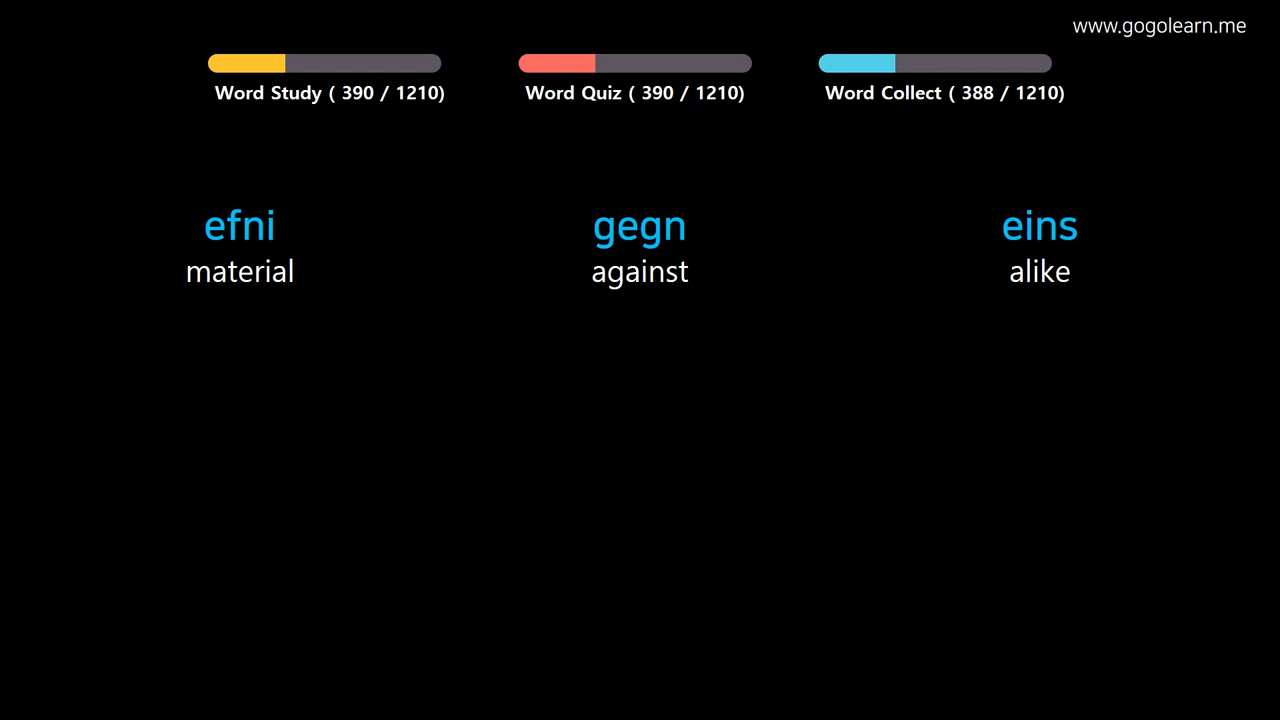 www.gogolearn.me
Word Study ( 390 / 1210)
Word Quiz ( 390 / 1210)
Word Collect ( 388 / 1210)
efni
material
gegn
against
eins
alike